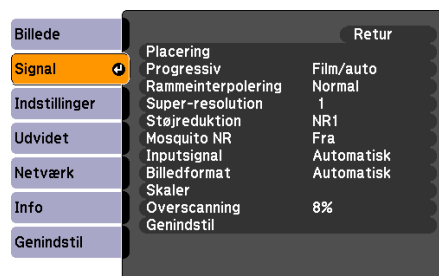 Billede
Signal
Indstillinger
Udvidet
Netværk
Info
Genindstil
Retur
Placering
Progressiv Film/auto
Rammeinterpolering Normal
Super-resolution 1
Støjreduktion NR1
Mosquito NR Fra
Inputsignal Automatisk
Billedformat Automatisk
Skaler
Overscanning 8%
Genindstil